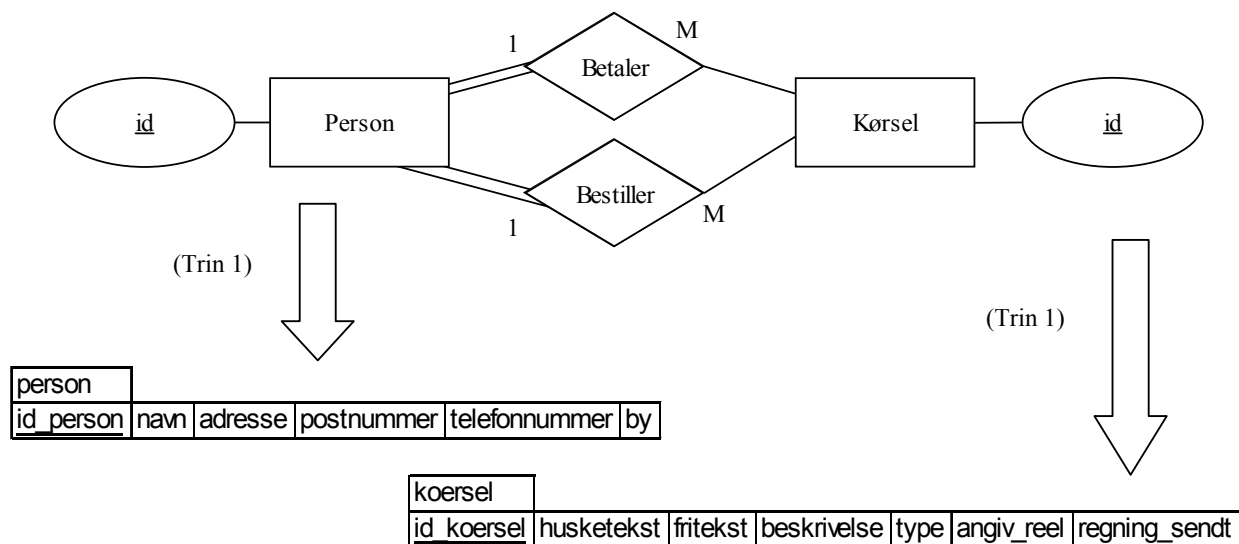 1 M
Betaler
id Person Kørsel id
Bestiller
1 M
(Trin 1)
(Trin 1)
person
id_person navn adresse postnummer telefonnummer by
koersel
id_koersel husketekst fritekst beskrivelse type angiv_reel regning_sendt